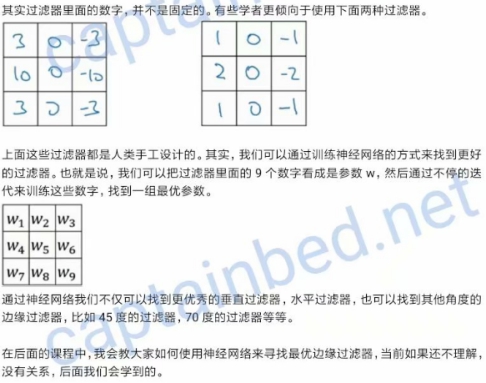 其实过滤器里面的数字，并不是固定的。有些学者更倾向于使用下面两种过滤器。
3 0 -3
10 0 -10
3 0 -3
1 0 -1
2 0 -2
1 0 -1
上面这些过滤器都是人类手工设计的。其实，我们可以通过训练神经网络的方式来找到更好
的过滤器。也就是说，我们可以把过滤器里面的 9 个数字看成是参数 w，然后通过不停的迭
代来训练这些数字，找到一组最优参数。
w₁ w₂ w₃
w₄ w₅ w₆
w₇ w₈ w₉
通过神经网络我们不仅可以找到更优秀的垂直过滤器，水平过滤器，也可以找到其他角度的
边缘过滤器，比如 45 度的过滤器，70 度的过滤器等等。
在后面的课程中，我会教大家如何使用神经网络来寻找最优边缘过滤器，当前如果还不理解，
没有关系，后面我们会学到的。
captainbed.net
captainbed.net